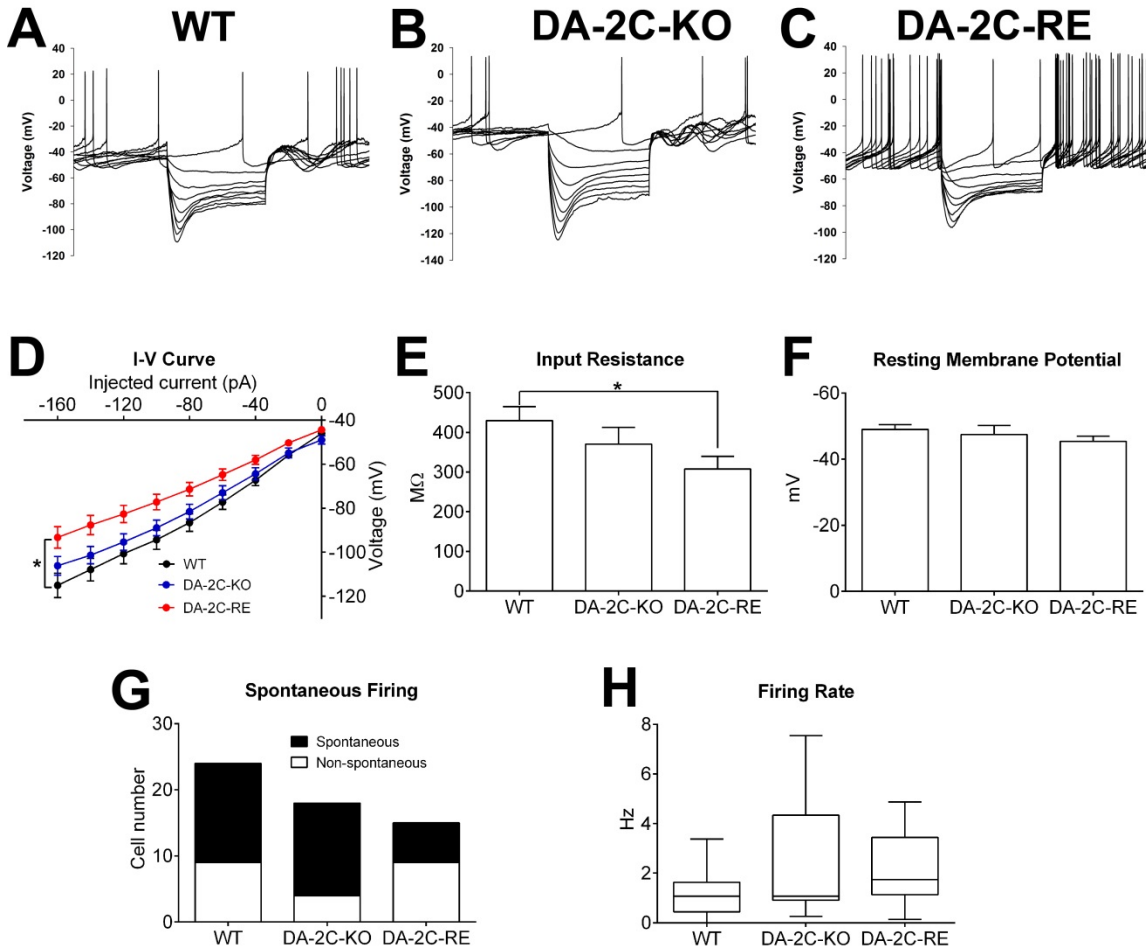 A WT
B DA-2C-KO
C DA-2C-RE
Voltage (mV)
40
20
0
-20
-40
-60
-80
-100
-120
Voltage (mV)
20
0
-20
-40
-60
-80
-100
-120
-140
Voltage (mV)
40
20
0
-20
-40
-60
-80
-100
-120
D
I-V Curve
Injected current (pA)
-160 -120 -80 -40 0
-40
-60
-80
-100
-120
Voltage (mV)
*
WT
DA-2C-KO
DA-2C-RE
E
Input Resistance
*
MΩ
500
400
300
200
100
0
WT DA-2C-KO DA-2C-RE
F
Resting Membrane Potential
mV
-60
-40
-20
0
WT DA-2C-KO DA-2C-RE
G
Spontaneous Firing
Cell number
30
20
10
0
Spontaneous
Non-spontaneous
WT DA-2C-KO DA-2C-RE
H
Firing Rate
Hz
8
6
4
2
0
WT DA-2C-KO DA-2C-RE